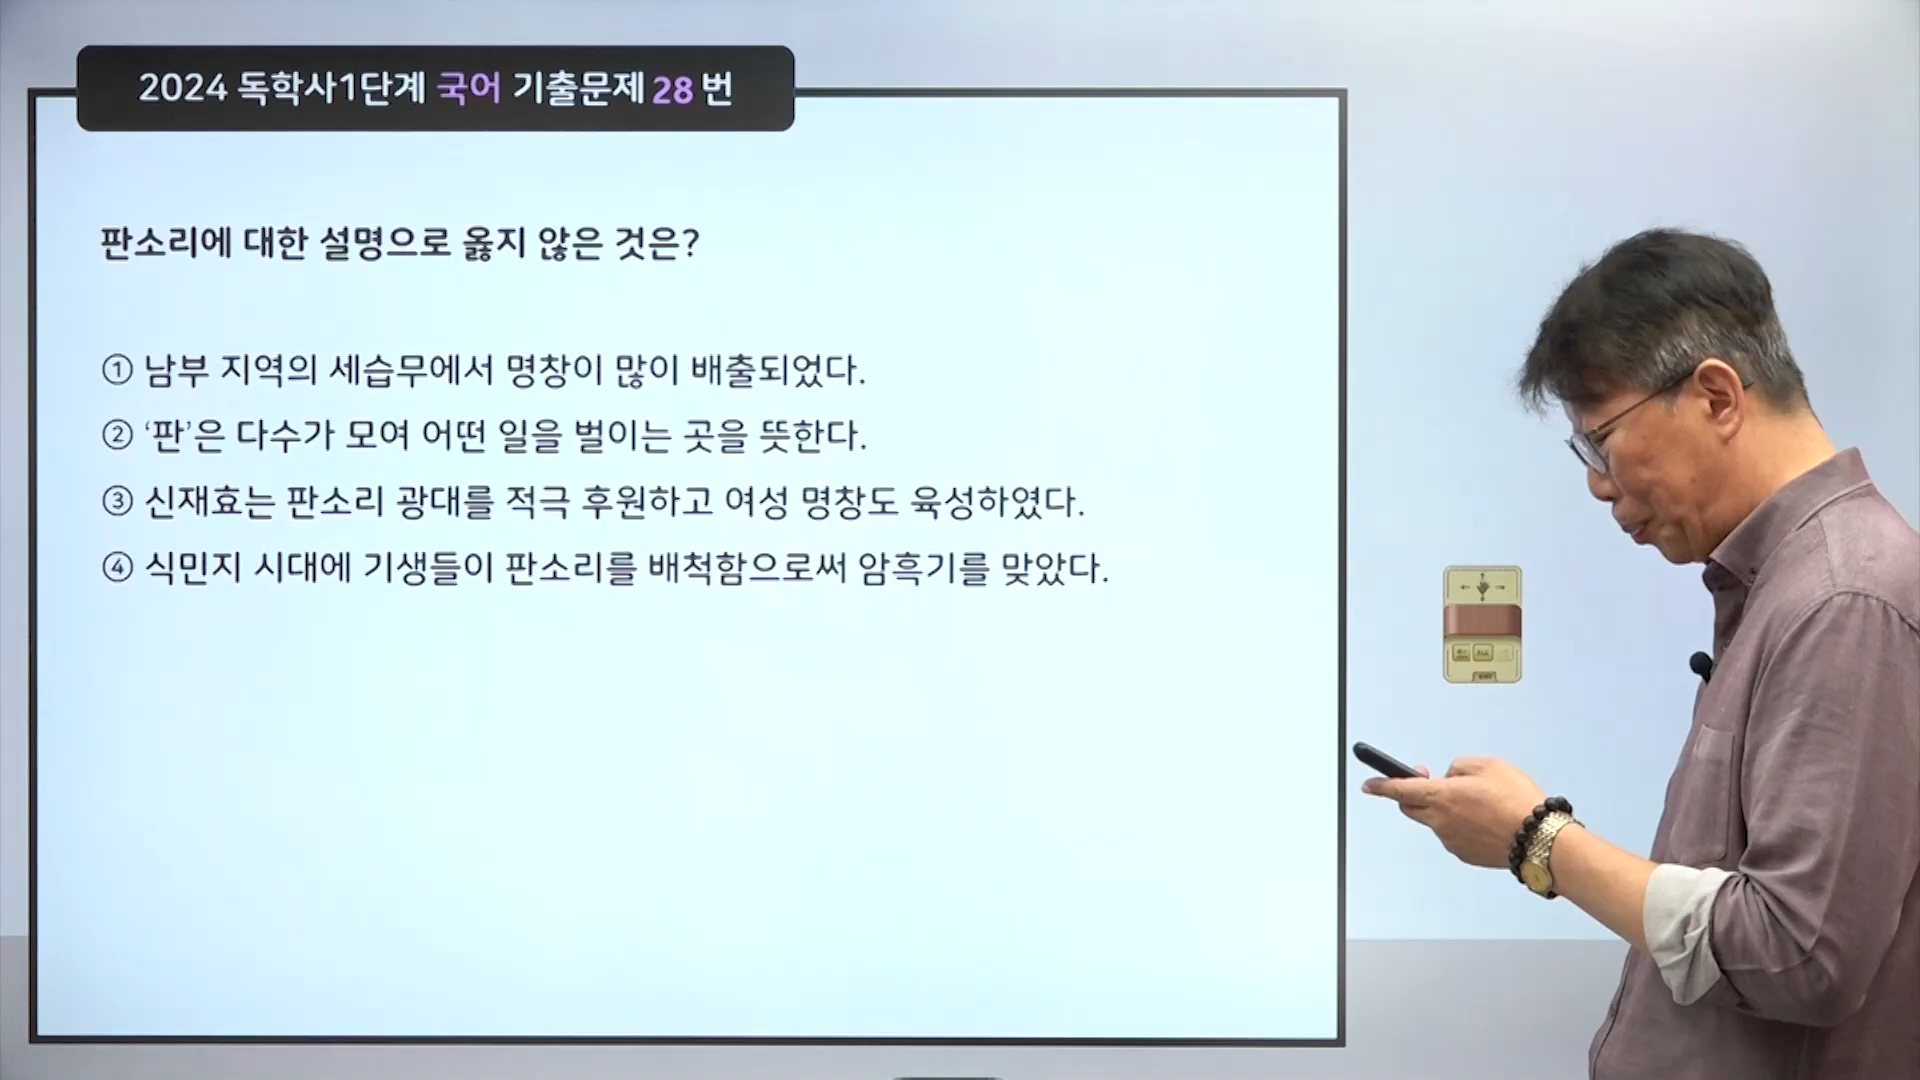 2024 독학사1단계 국어 기출문제 28 번
판소리에 대한 설명으로 옳지 않은 것은?
① 남부 지역의 세습무에서 명창이 많이 배출되었다.
② ‘판’은 다수가 모여 어떤 일을 벌이는 곳을 뜻한다.
③ 신재효는 판소리 광대를 적극 후원하고 여성 명창도 육성하였다.
④ 식민지 시대에 기생들이 판소리를 배척함으로써 암흑기를 맞았다.